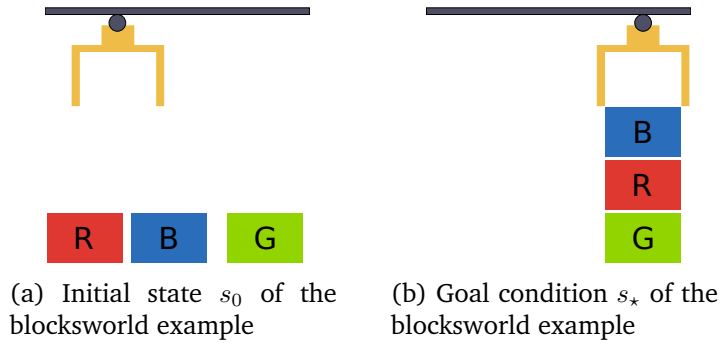 B
R
R B G
G
(a) Initial state s₀ of the
blocksworld example
(b) Goal condition s⋆ of the
blocksworld example